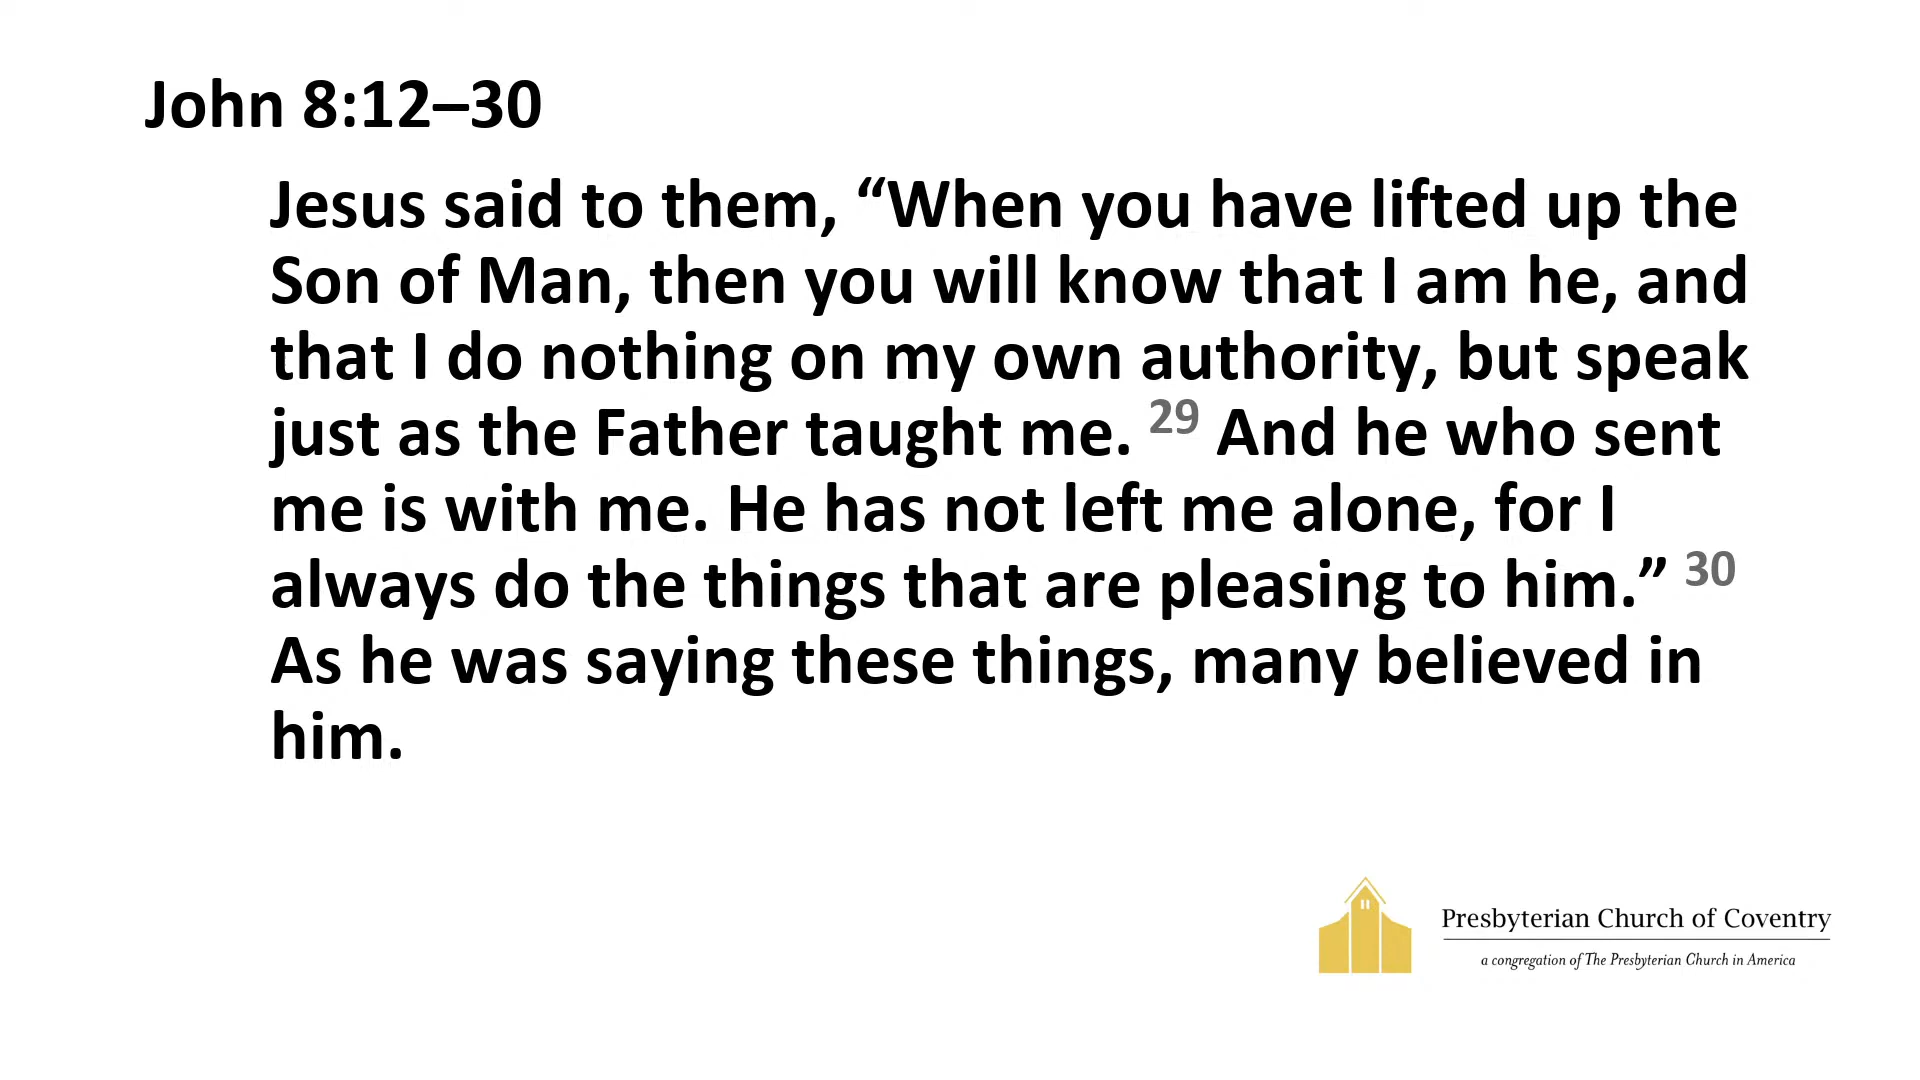 John 8:12–30
Jesus said to them, “When you have lifted up the
Son of Man, then you will know that I am he, and
that I do nothing on my own authority, but speak
just as the Father taught me. 29 And he who sent
me is with me. He has not left me alone, for I
always do the things that are pleasing to him.” 30
As he was saying these things, many believed in
him.
Presbyterian Church of Coventry
a congregation of The Presbyterian Church in America